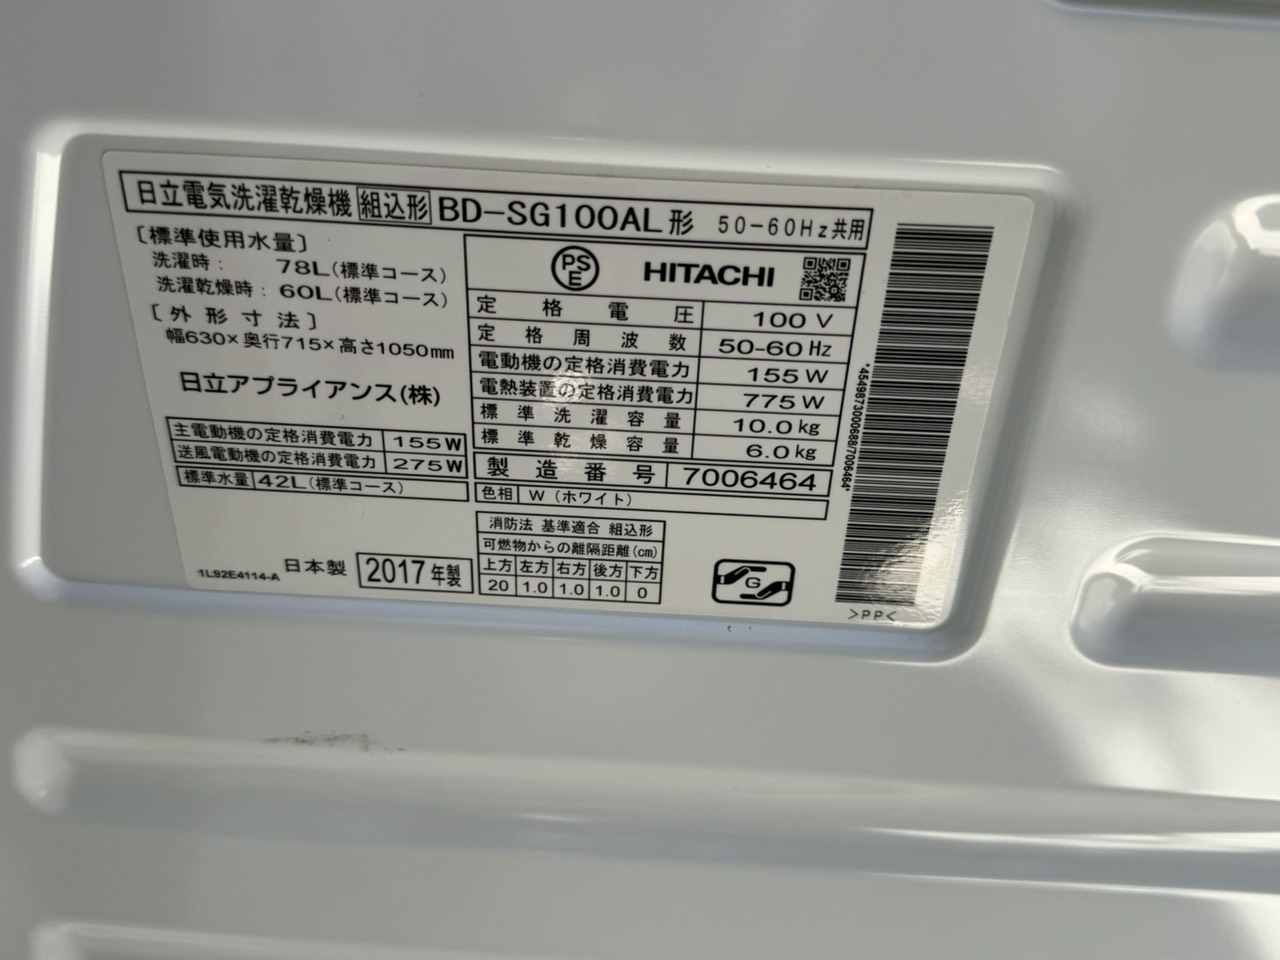 日立電気洗濯乾燥機 組込形 BD-SG100AL形 50-60Hz共用
[標準使用水量]
洗濯時: 78L(標準コース)
洗濯乾燥時: 60L(標準コース)
[外形寸法]
幅630×奥行715×高さ1050mm
日立アプライアンス(株)
主電動機の定格消費電力 155W
送風電動機の定格消費電力 275W
標準水量 42L(標準コース)
1L92E4114-A 日本製 2017年製
PSE HITACHI
定格電圧 100V
定格周波数 50-60Hz
電動機の定格消費電力 155W
電熱装置の定格消費電力 775W
標準洗濯容量 10.0kg
標準乾燥容量 6.0kg
製造番号 7006464
色相 W(ホワイト)
消防法 基準適合 組込形
可燃物からの離隔距離(cm)
上方 左方 右方 後方 下方
20 1.0 1.0 1.0 0
G
*4549873000688/7006464*
>PP<